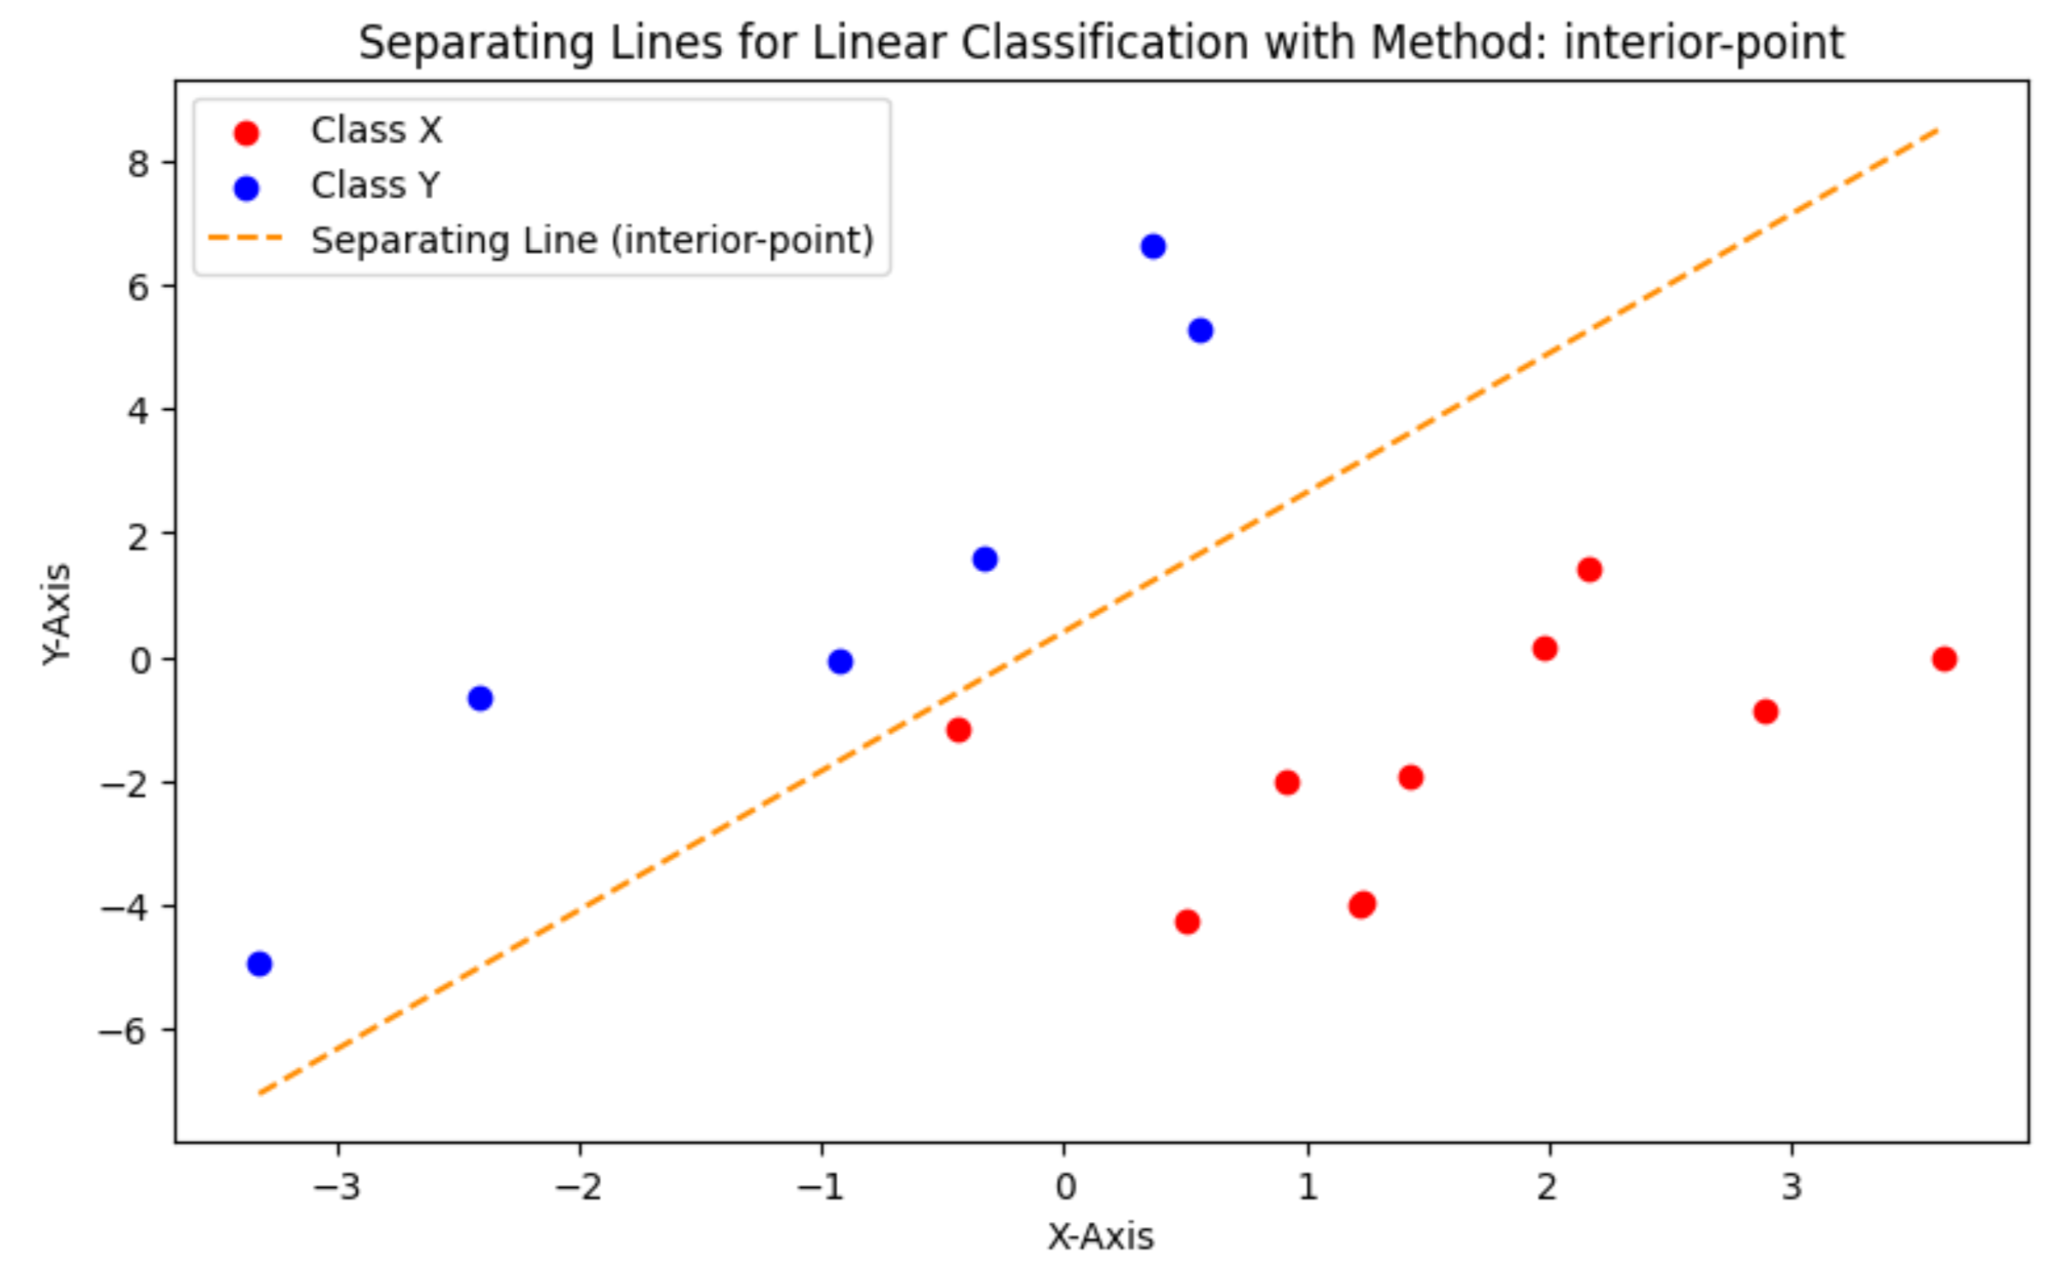 Separating Lines for Linear Classification with Method: interior-point
Class X
Class Y
Separating Line (interior-point)
8
6
4
2
0
−2
−4
−6
Y-Axis
−3
−2
−1
0
1
2
3
X-Axis